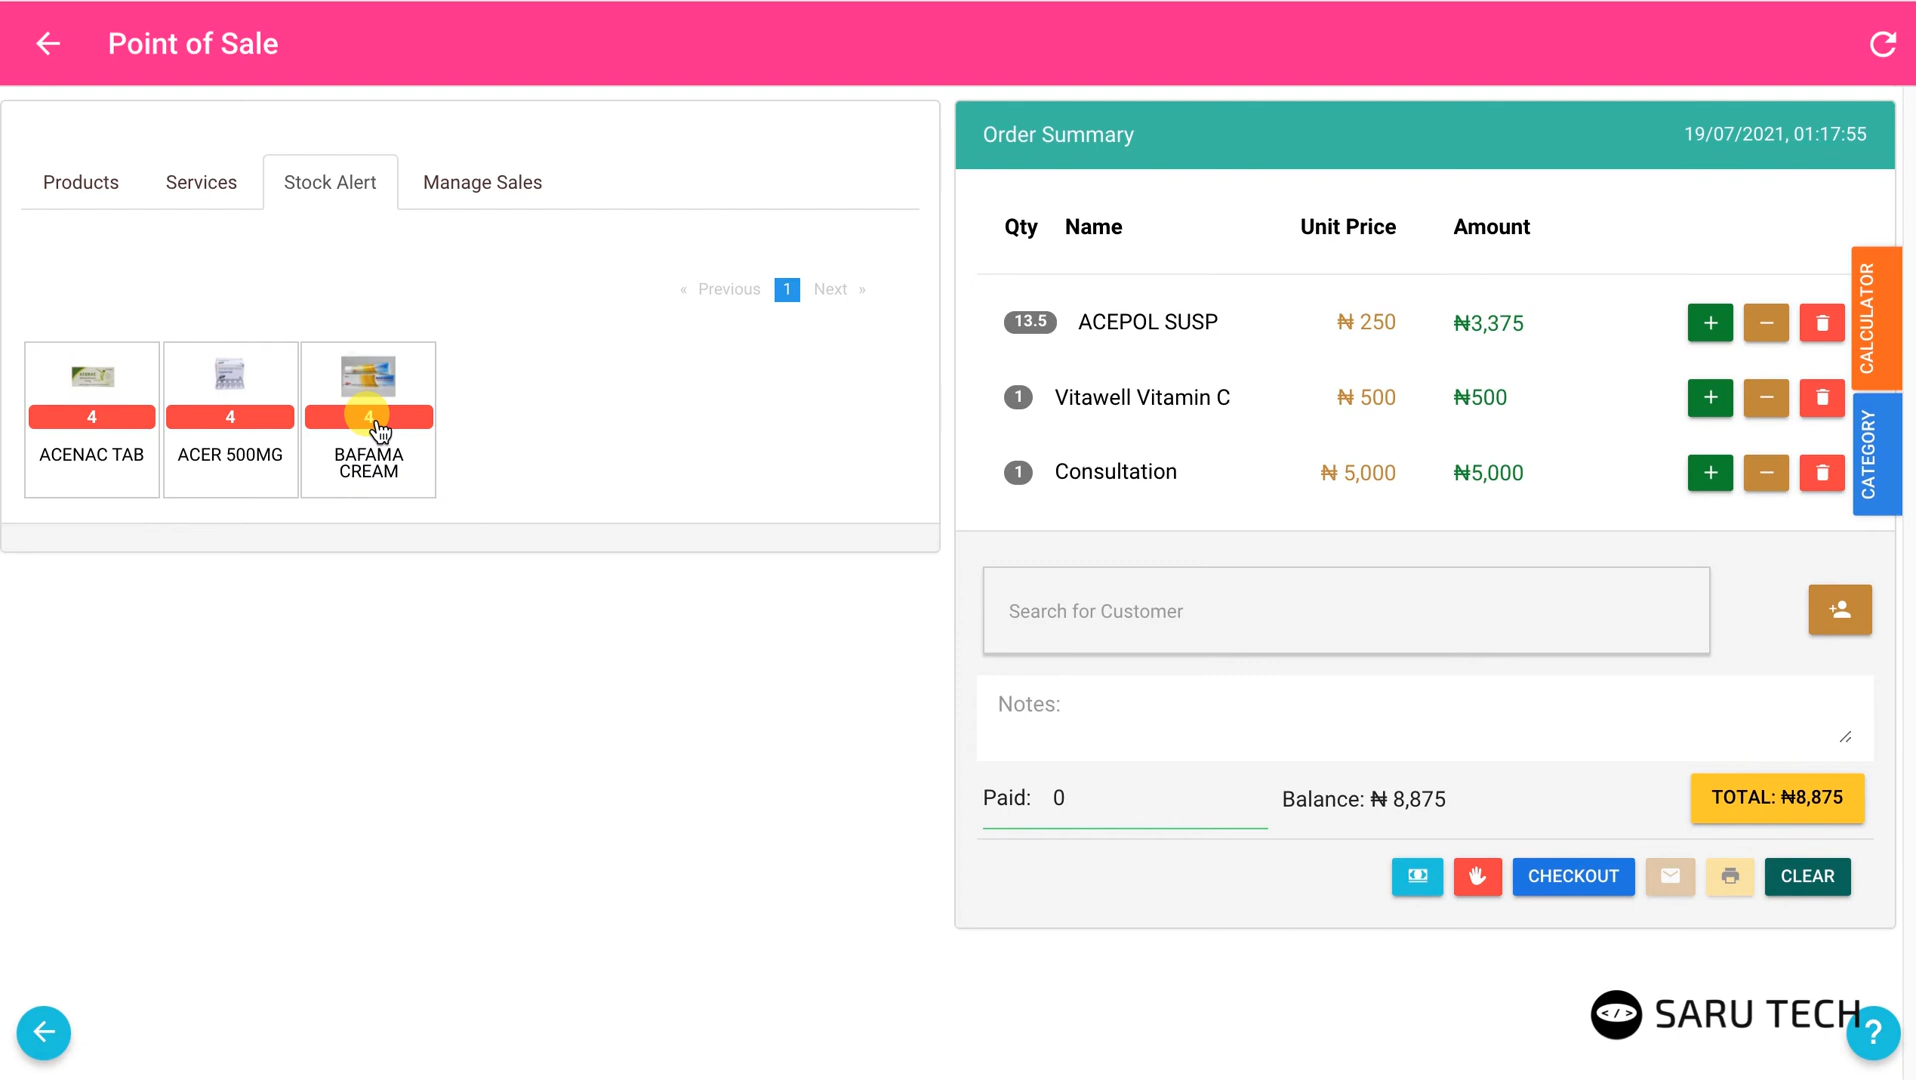 Point of Sale
Products Services Stock Alert Manage Sales
« Previous 1 Next »
4 4 4
ACENAC TAB ACER 500MG BAFAMA
CREAM
Order Summary 19/07/2021, 01:17:55
Qty Name Unit Price Amount
13.5 ACEPOL SUSP ₦ 250 ₦3,375 + −
1 Vitawell Vitamin C ₦ 500 ₦500 + −
1 Consultation ₦ 5,000 ₦5,000 + −
CALCULATOR
CATEGORY
Search for Customer
Notes:
Paid: 0 Balance: ₦ 8,875 TOTAL: ₦8,875
CHECKOUT CLEAR
</> SARU TECH
?